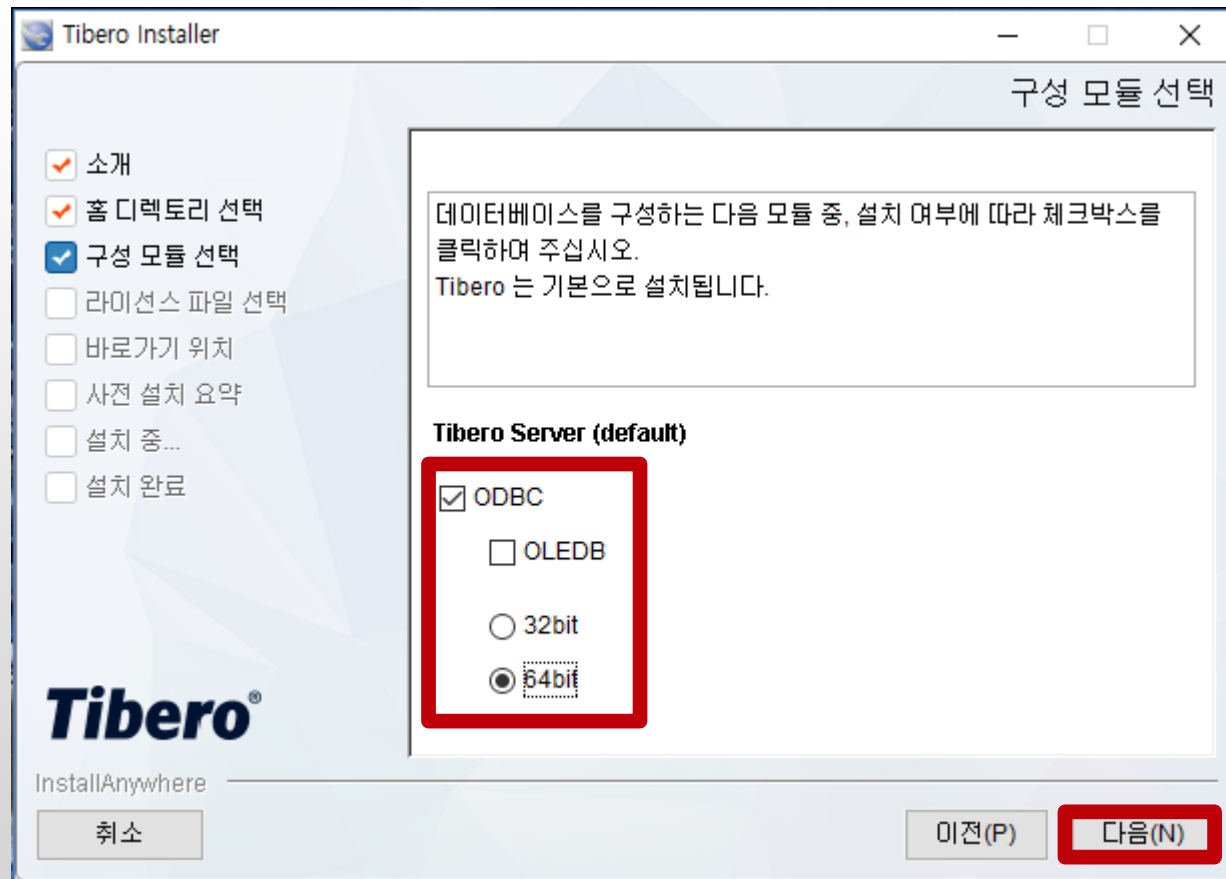 Tibero Installer
구성 모듈 선택
소개
홈 디렉토리 선택
구성 모듈 선택
라이선스 파일 선택
바로가기 위치
사전 설치 요약
설치 중...
설치 완료
데이터베이스를 구성하는 다음 모듈 중, 설치 여부에 따라 체크박스를
클릭하여 주십시오.
Tibero 는 기본으로 설치됩니다.
Tibero Server (default)
ODBC
OLEDB
32bit
64bit
Tibero®
InstallAnywhere
취소
이전(P)
다음(N)